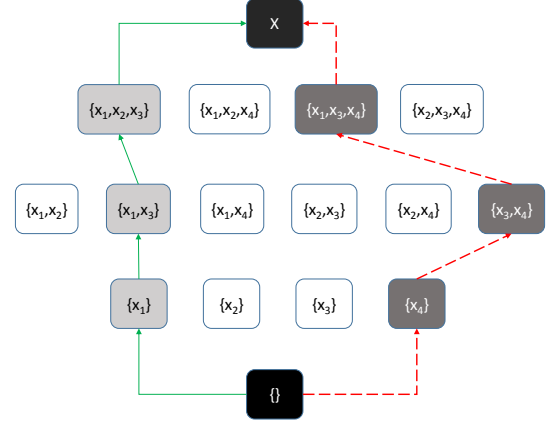 X
{x₁,x₂,x₃} {x₁,x₂,x₄} {x₁,x₃,x₄} {x₂,x₃,x₄}
{x₁,x₂} {x₁,x₃} {x₁,x₄} {x₂,x₃} {x₂,x₄} {x₃,x₄}
{x₁} {x₂} {x₃} {x₄}
{}